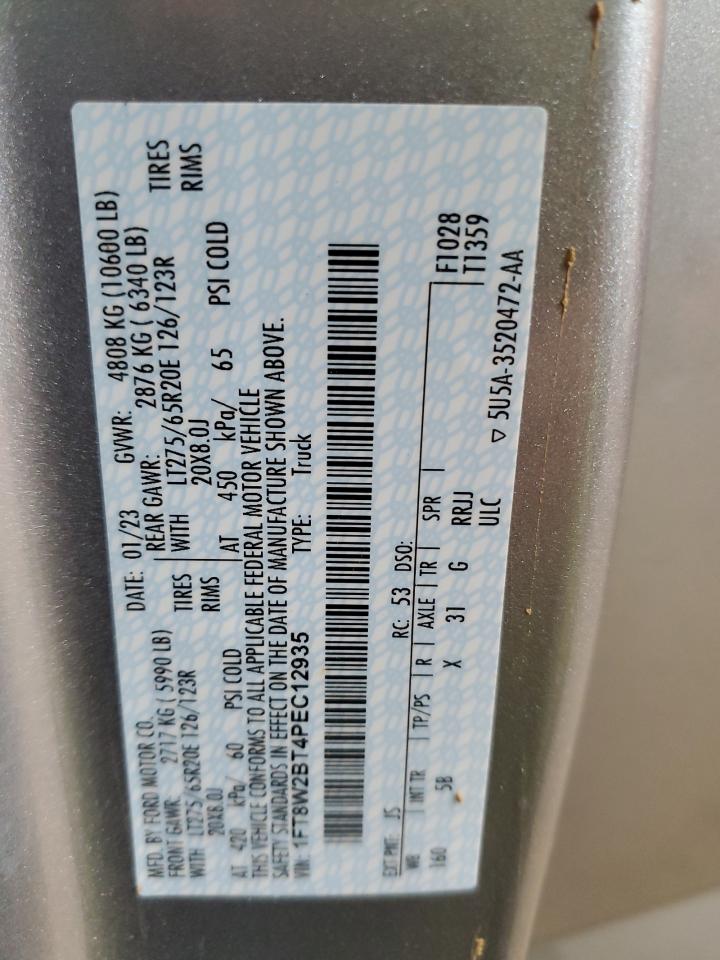 MFD. BY FORD MOTOR CO. DATE: 01/23 GVWR: 4808 KG (10600 LB)
FRONT GAWR: 2717 KG ( 5990 LB) REAR GAWR: 2876 KG ( 6340 LB)
WITH LT275/65R20E 126/123R TIRES WITH LT275/65R20E 126/123R TIRES
20X8.0J RIMS 20X8.0J RIMS
AT 420 kPa/ 60 PSI COLD AT 450 kPa/ 65 PSI COLD
THIS VEHICLE CONFORMS TO ALL APPLICABLE FEDERAL MOTOR VEHICLE
SAFETY STANDARDS IN EFFECT ON THE DATE OF MANUFACTURE SHOWN ABOVE.
VIN: 1FT8W2BT4PEC12935 TYPE: Truck
EXT PNT: JS RC: 53 DSO: F1028
WB INT TR TP/PS R AXLE TR SPR T1359
160 5B X 31 G RRJJ
ULC ▽ 5U5A-3520472-AA